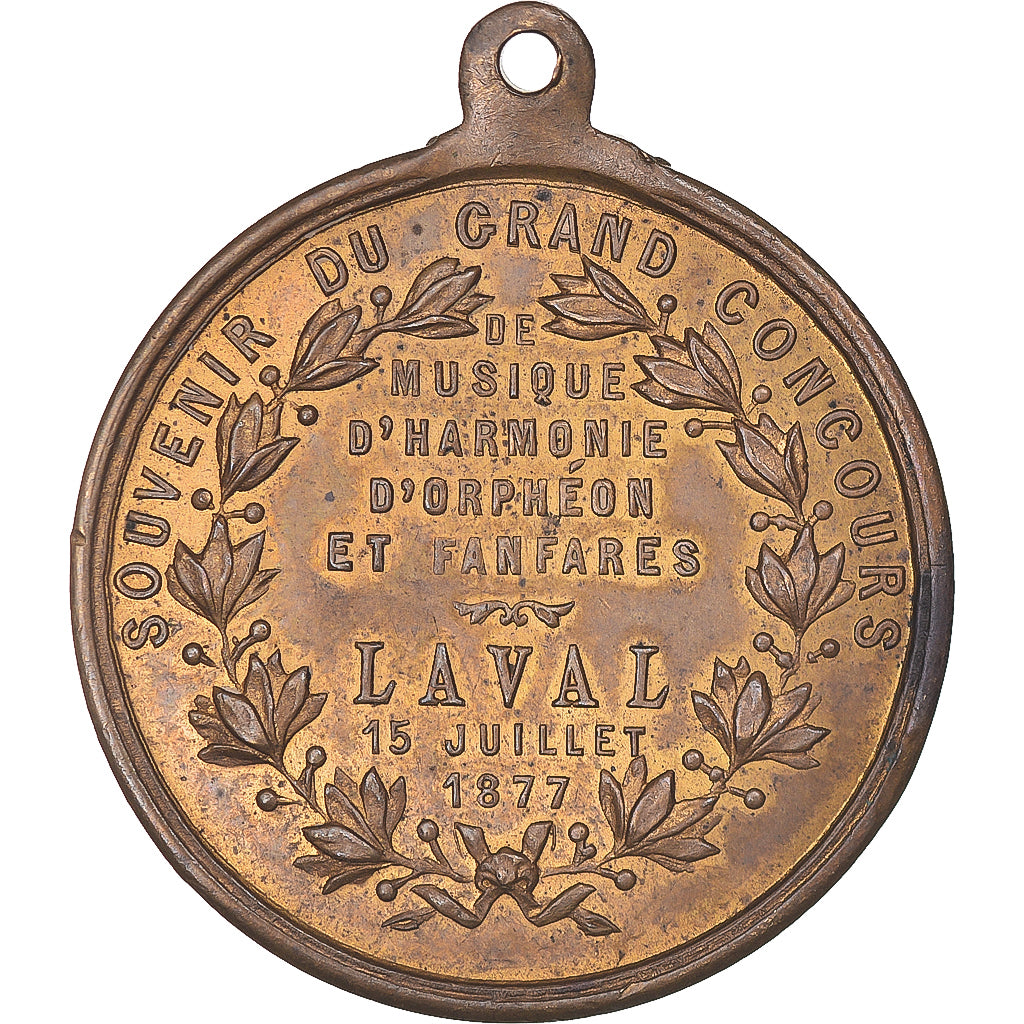 SOUVENIR DU GRAND CONCOURS
DE
MUSIQUE
D'HARMONIE
D'ORPHÉON
ET FANFARES
LAVAL
15 JUILLET
1877